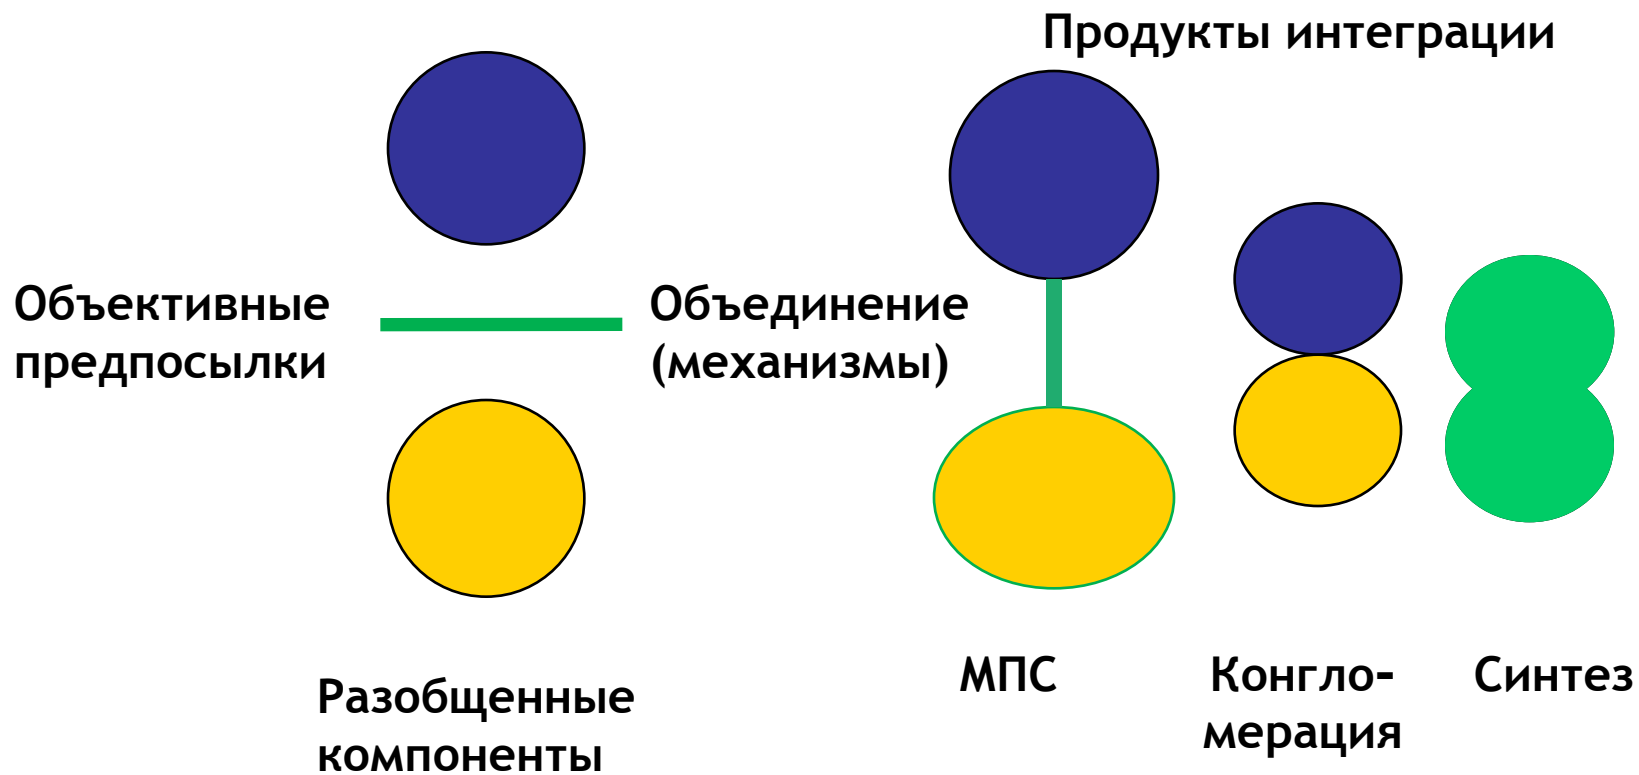 Продукты интеграции
Объективные
предпосылки
Объединение
(механизмы)
Разобщенные
компоненты
МПС
Конгло-
мерация
Синтез